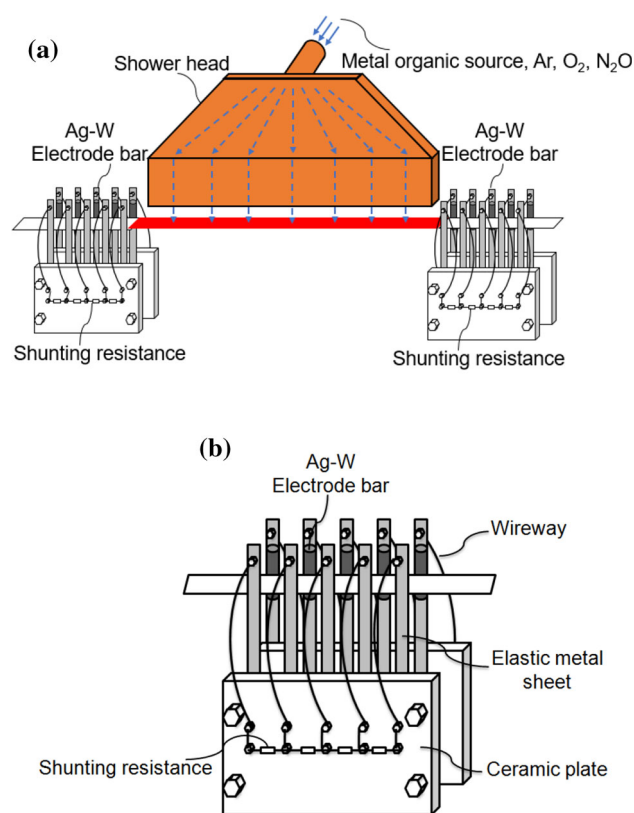 (a)
Metal organic source, Ar, O₂, N₂O
Shower head
Ag-W
Electrode bar
Ag-W
Electrode bar
Shunting resistance
Shunting resistance
(b)
Ag-W
Electrode bar
Wireway
Elastic metal
sheet
Shunting resistance
Ceramic plate